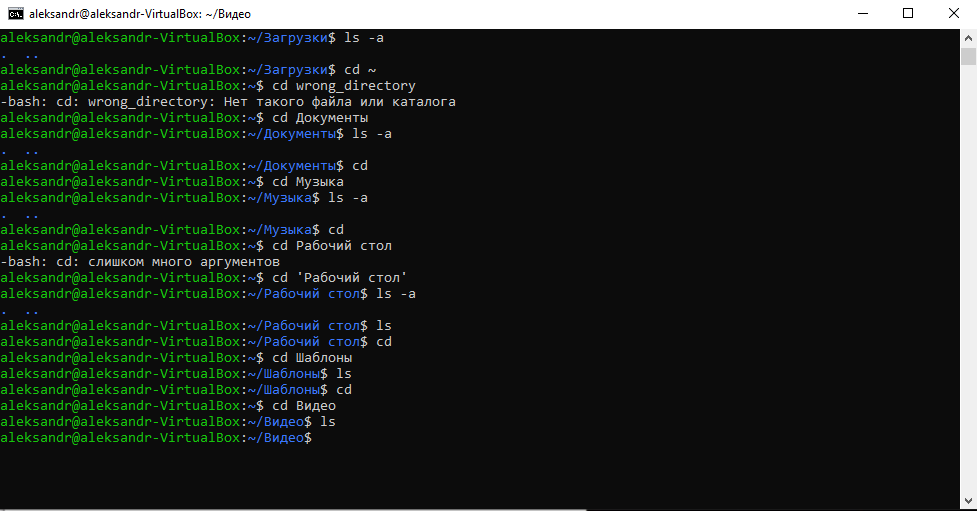 aleksandr@aleksandr-VirtualBox: ~/Видео
aleksandr@aleksandr-VirtualBox:~/Загрузки$ ls -a
.  ..
aleksandr@aleksandr-VirtualBox:~/Загрузки$ cd ~
aleksandr@aleksandr-VirtualBox:~$ cd wrong_directory
-bash: cd: wrong_directory: Нет такого файла или каталога
aleksandr@aleksandr-VirtualBox:~$ cd Документы
aleksandr@aleksandr-VirtualBox:~/Документы$ ls -a
.  ..
aleksandr@aleksandr-VirtualBox:~/Документы$ cd
aleksandr@aleksandr-VirtualBox:~$ cd Музыка
aleksandr@aleksandr-VirtualBox:~/Музыка$ ls -a
.  ..
aleksandr@aleksandr-VirtualBox:~/Музыка$ cd
aleksandr@aleksandr-VirtualBox:~$ cd Рабочий стол
-bash: cd: слишком много аргументов
aleksandr@aleksandr-VirtualBox:~$ cd 'Рабочий стол'
aleksandr@aleksandr-VirtualBox:~/Рабочий стол$ ls -a
.  ..
aleksandr@aleksandr-VirtualBox:~/Рабочий стол$ ls
aleksandr@aleksandr-VirtualBox:~/Рабочий стол$ cd
aleksandr@aleksandr-VirtualBox:~$ cd Шаблоны
aleksandr@aleksandr-VirtualBox:~/Шаблоны$ ls
aleksandr@aleksandr-VirtualBox:~/Шаблоны$ cd
aleksandr@aleksandr-VirtualBox:~$ cd Видео
aleksandr@aleksandr-VirtualBox:~/Видео$ ls
aleksandr@aleksandr-VirtualBox:~/Видео$